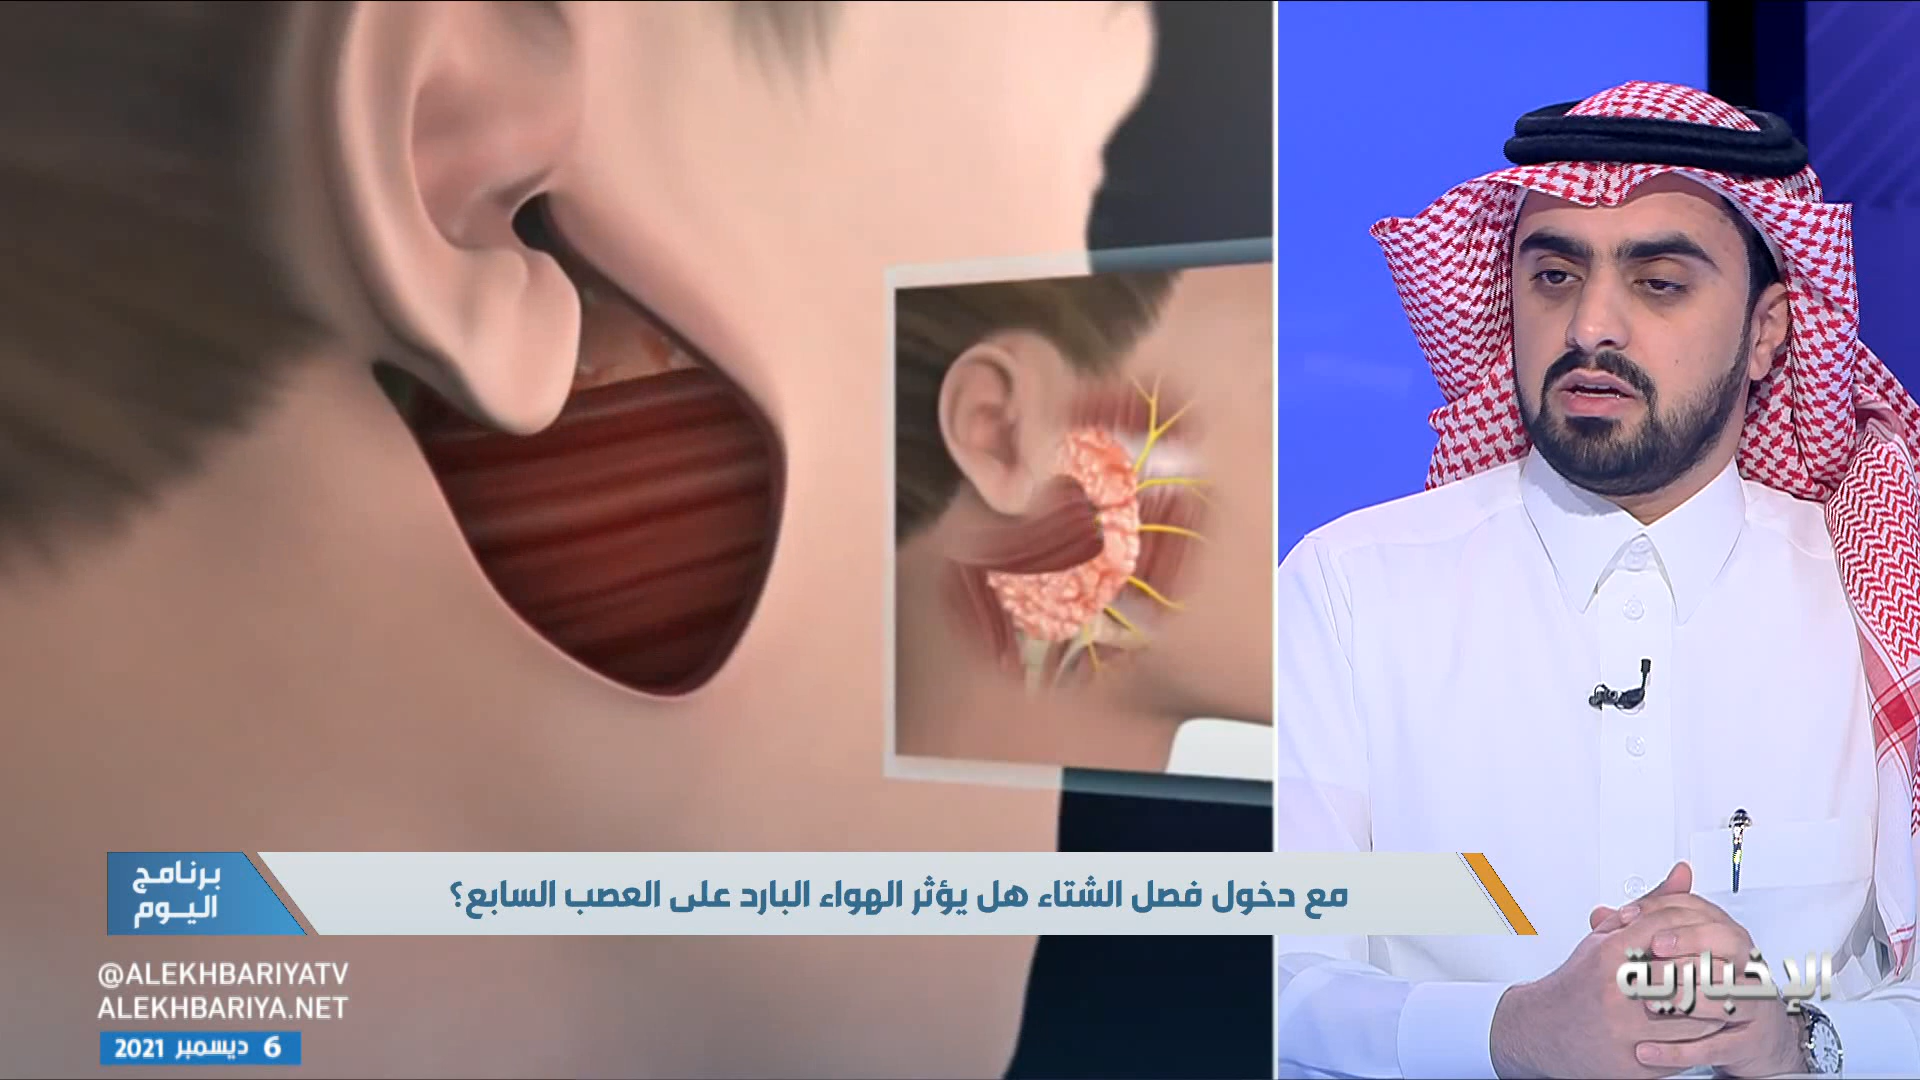 برنامج
اليوم
مع دخول فصل الشتاء هل يؤثر الهواء البارد على العصب السابع؟
@ALEKHBARIYATV
ALEKHBARIYA.NET
6 ديسمبر 2021
الإخبارية